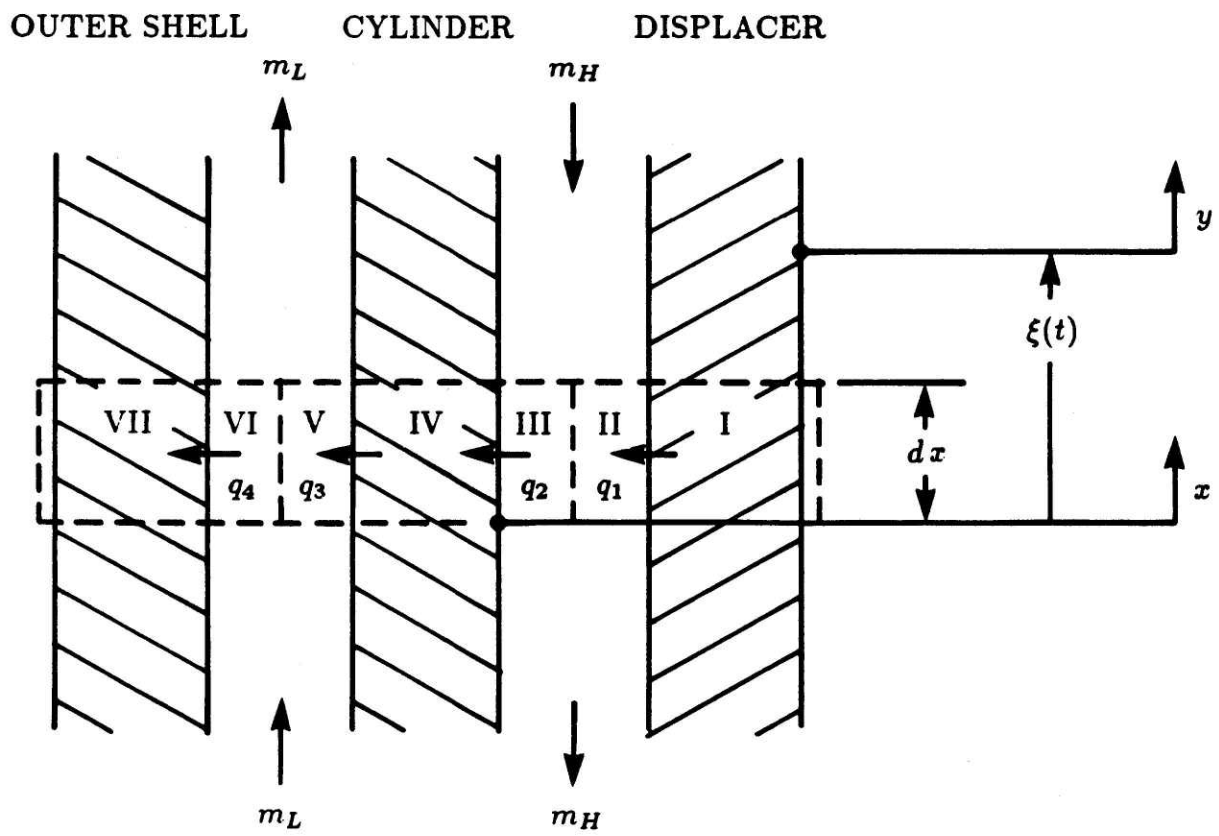 OUTER SHELL CYLINDER DISPLACER
m_L m_H
y
ξ(t)
VII VI V IV III II I
dx
q_4 q_3 q_2 q_1
x
m_L m_H